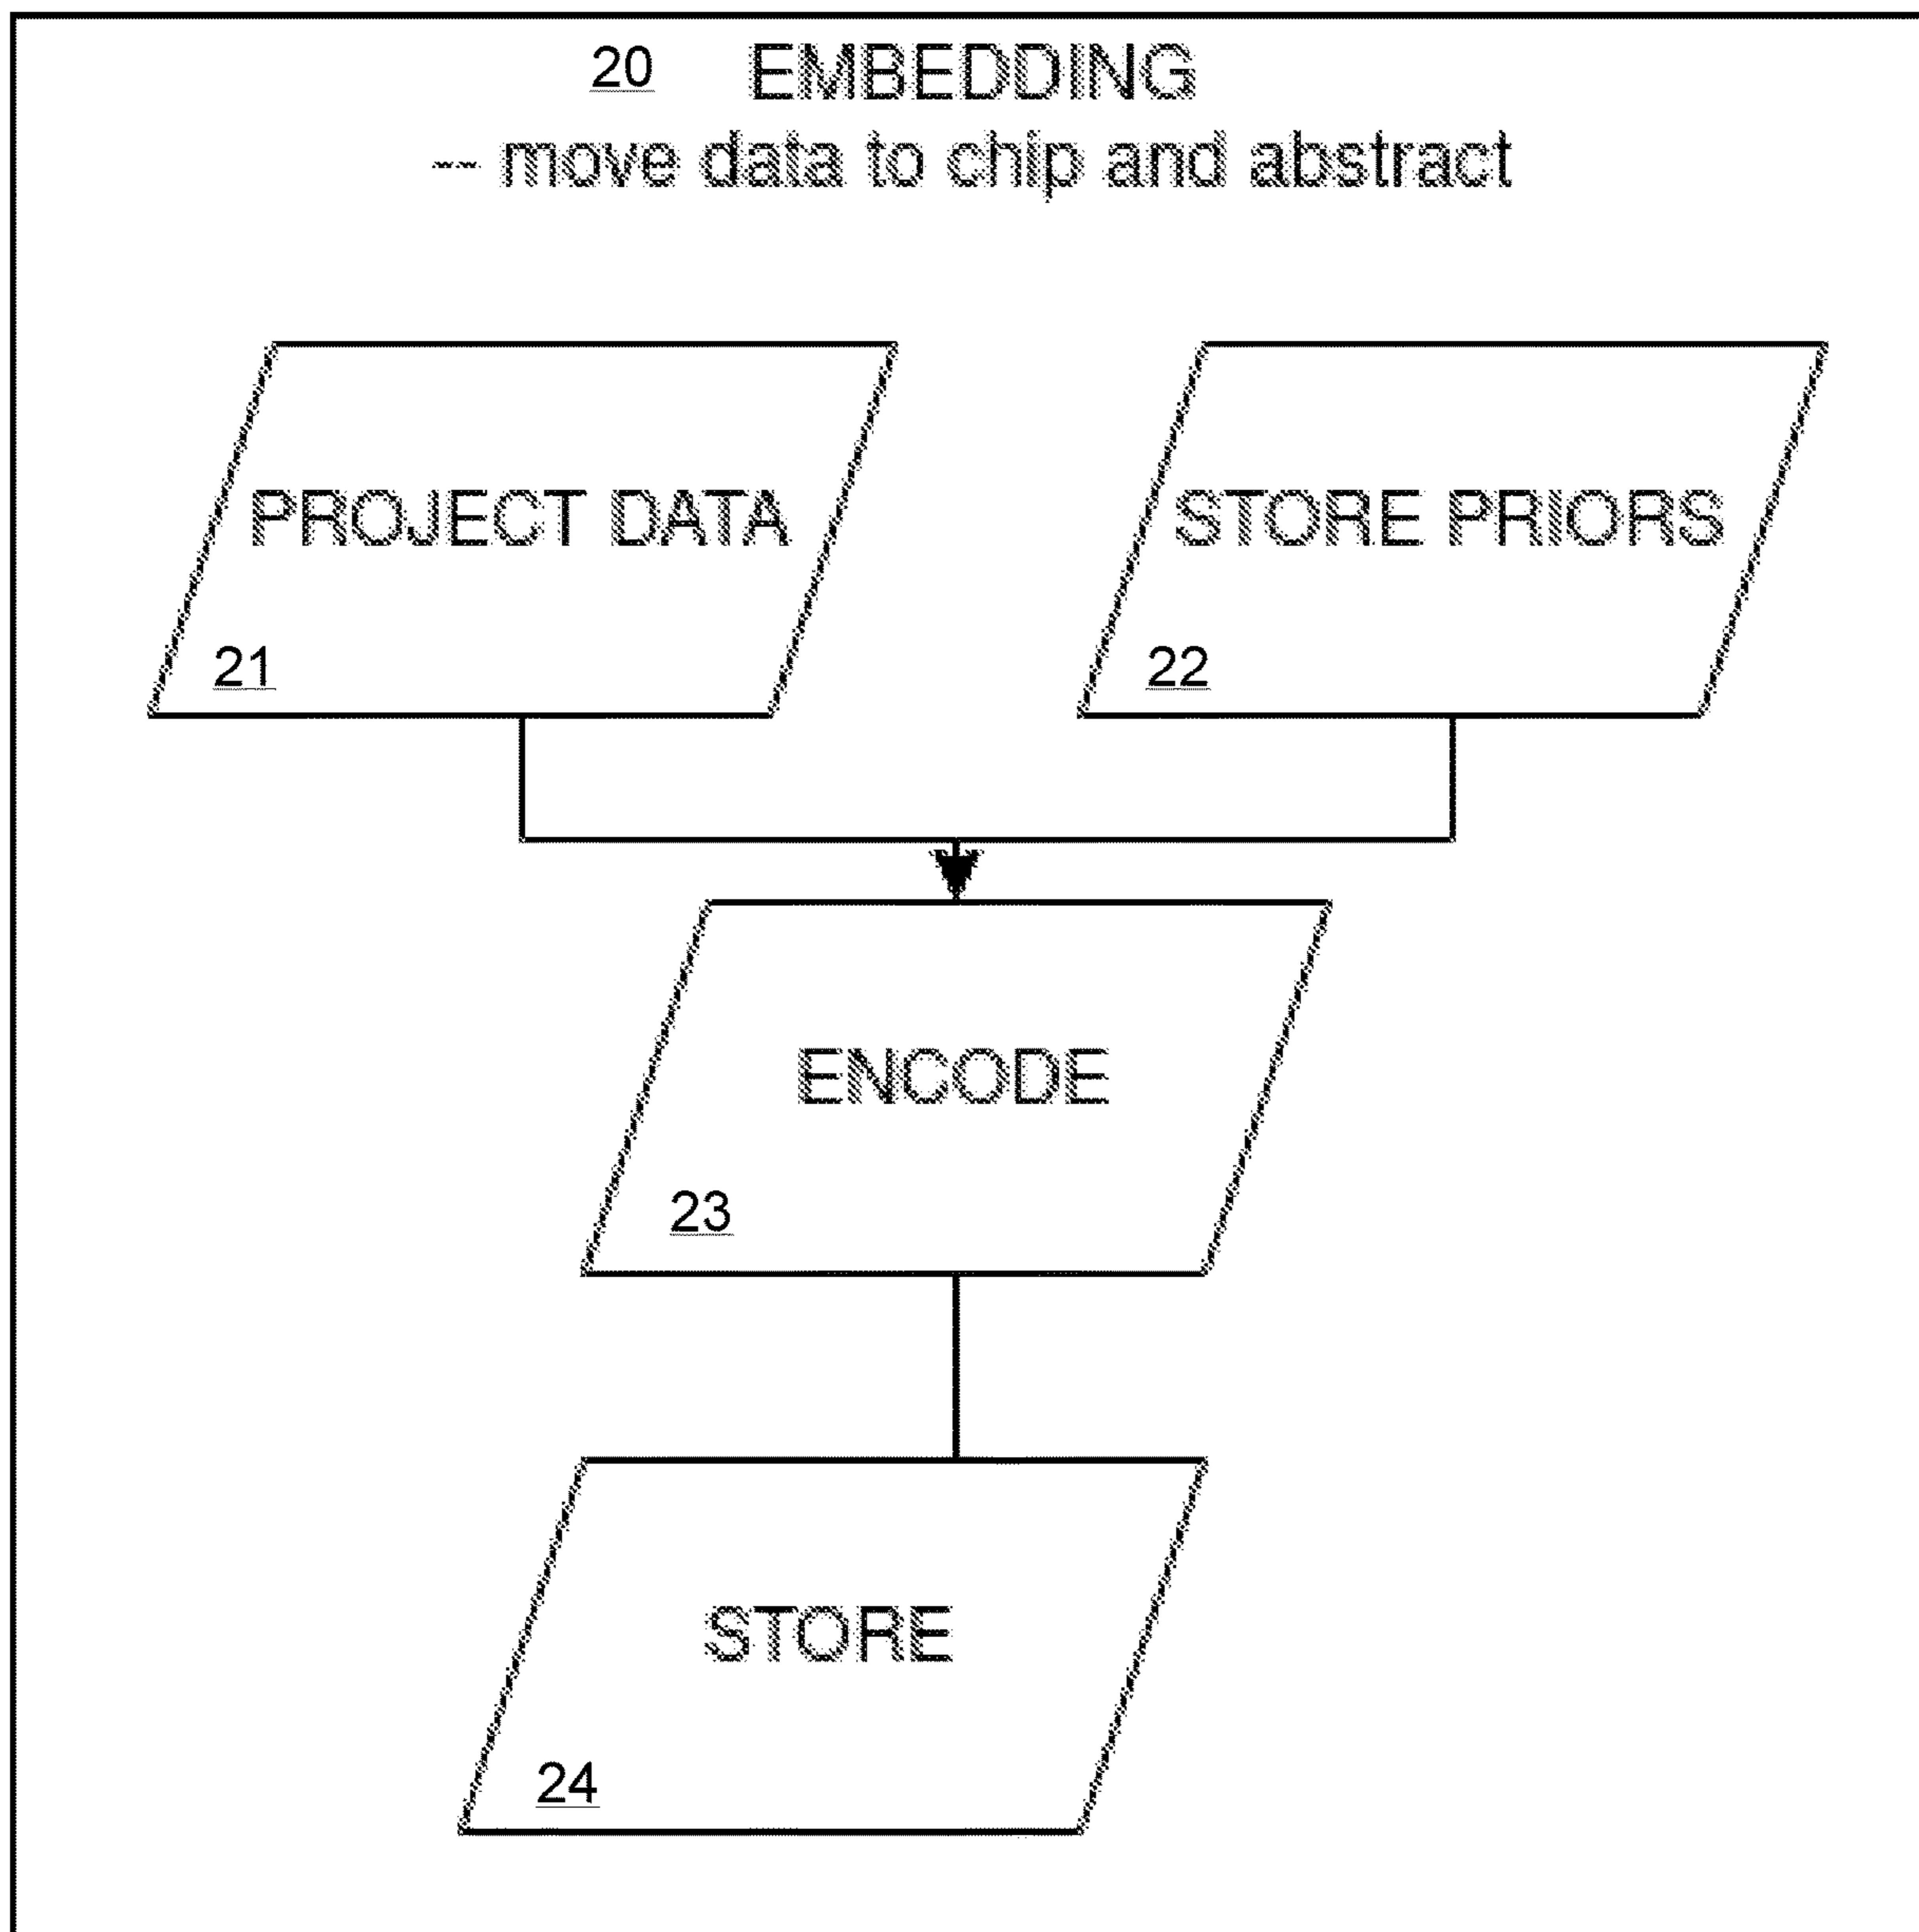 20 EMBEDDING
-- move data to chip and abstract
PROJECT DATA
21
STORE PRIORS
22
ENCODE
23
STORE
24